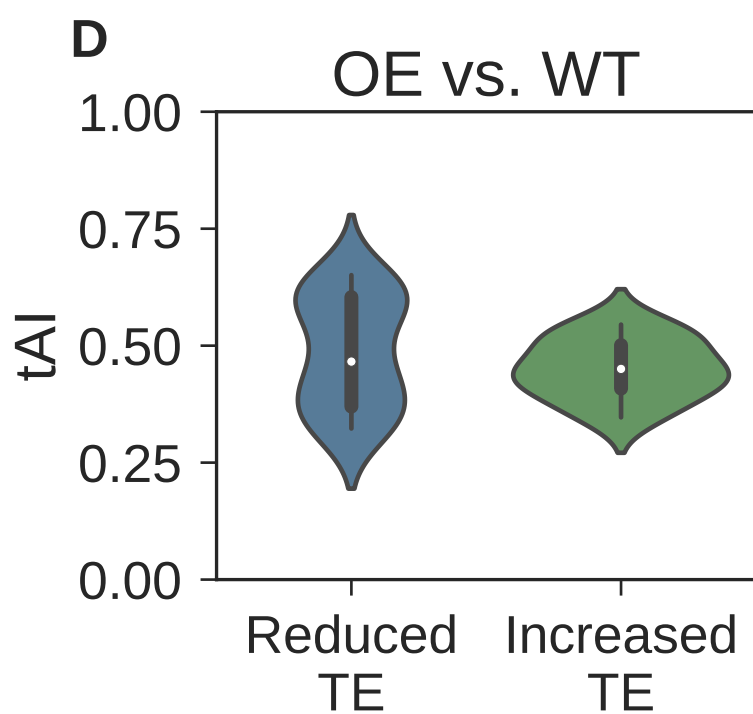 D
OE vs. WT
1.00
0.75
0.50
0.25
0.00
tAI
Reduced TE
Increased TE